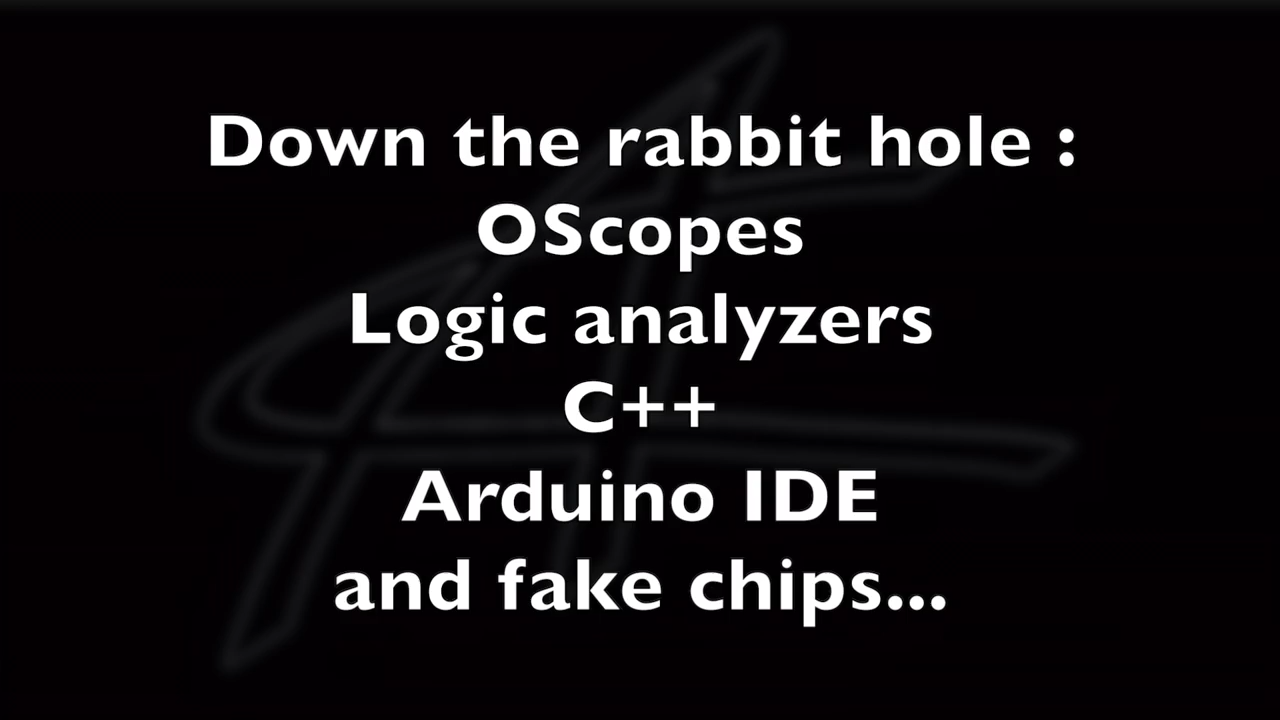 Down the rabbit hole :
OScopes
Logic analyzers
C++
Arduino IDE
and fake chips...